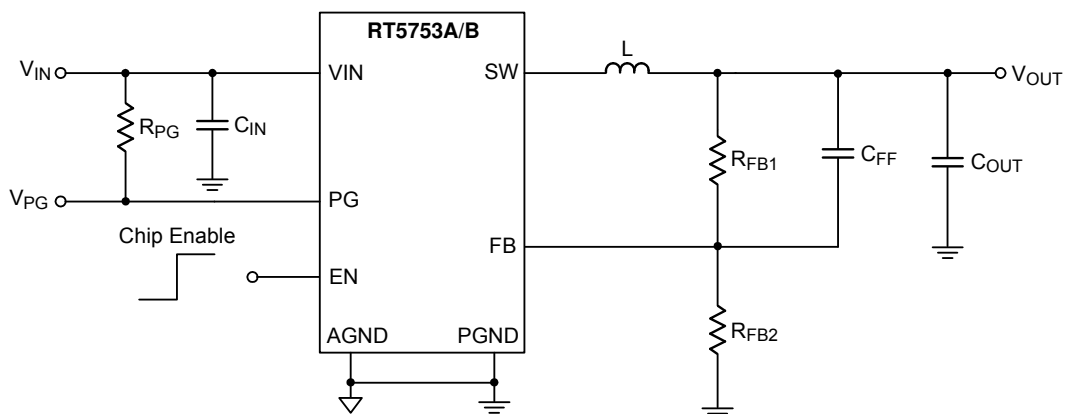 RT5753A/B
VIN
VIN
SW
L
VOUT
RPG
CIN
RFB1
CFF
COUT
VPG
PG
Chip Enable
FB
EN
RFB2
AGND
PGND